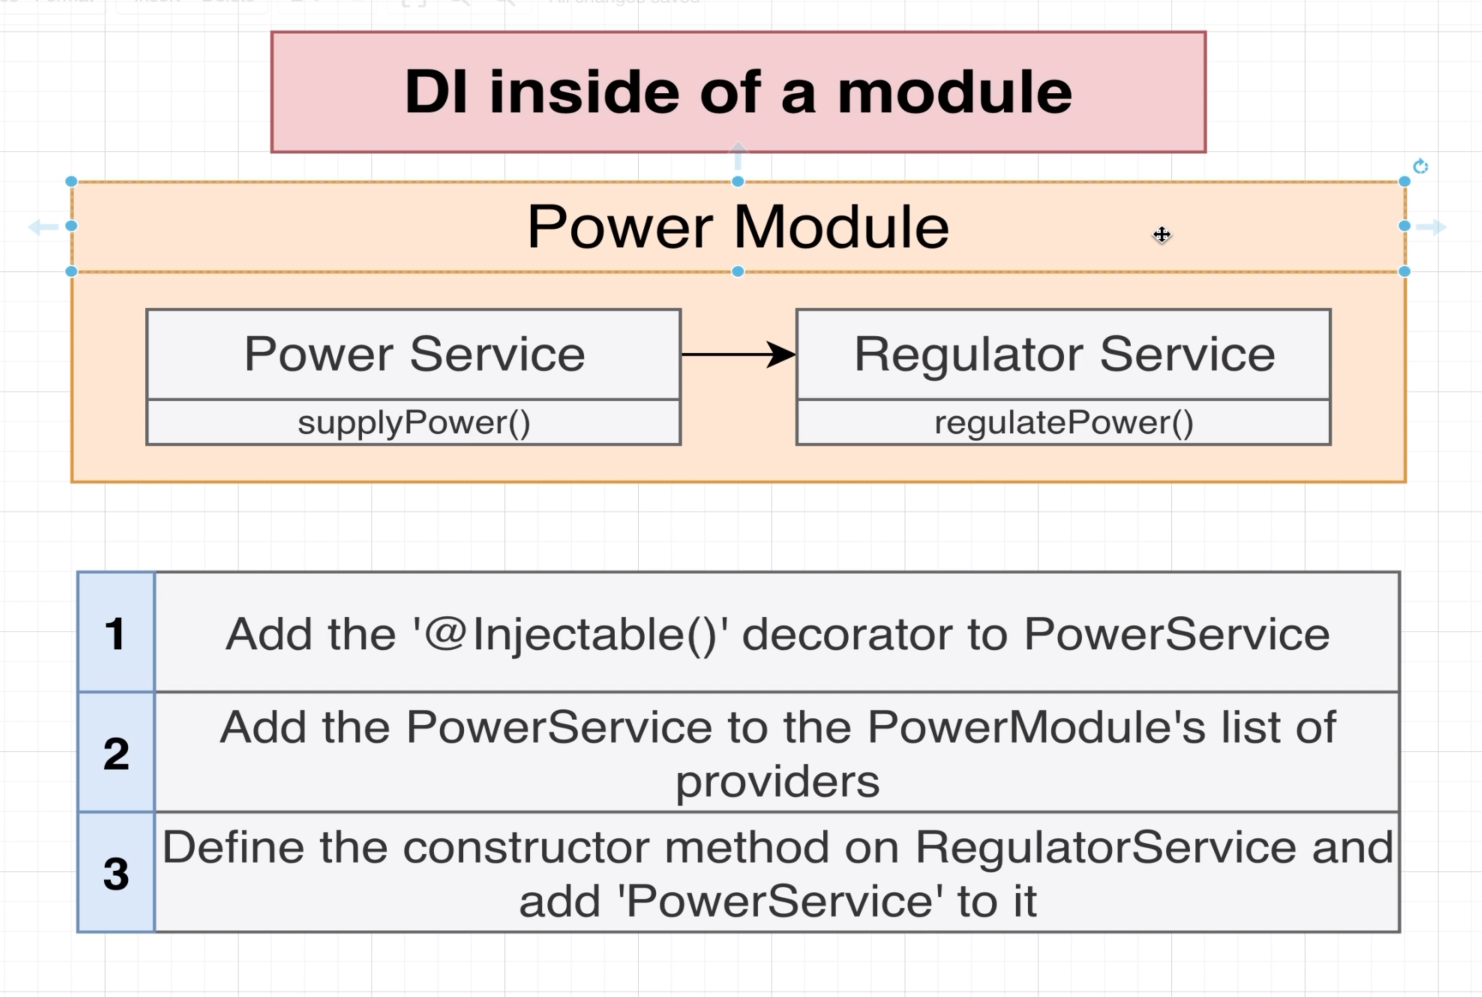 DI inside of a module
Power Module
Power Service
supplyPower()
Regulator Service
regulatePower()
1
Add the '@Injectable()' decorator to PowerService
2
Add the PowerService to the PowerModule's list of
providers
3
Define the constructor method on RegulatorService and
add 'PowerService' to it